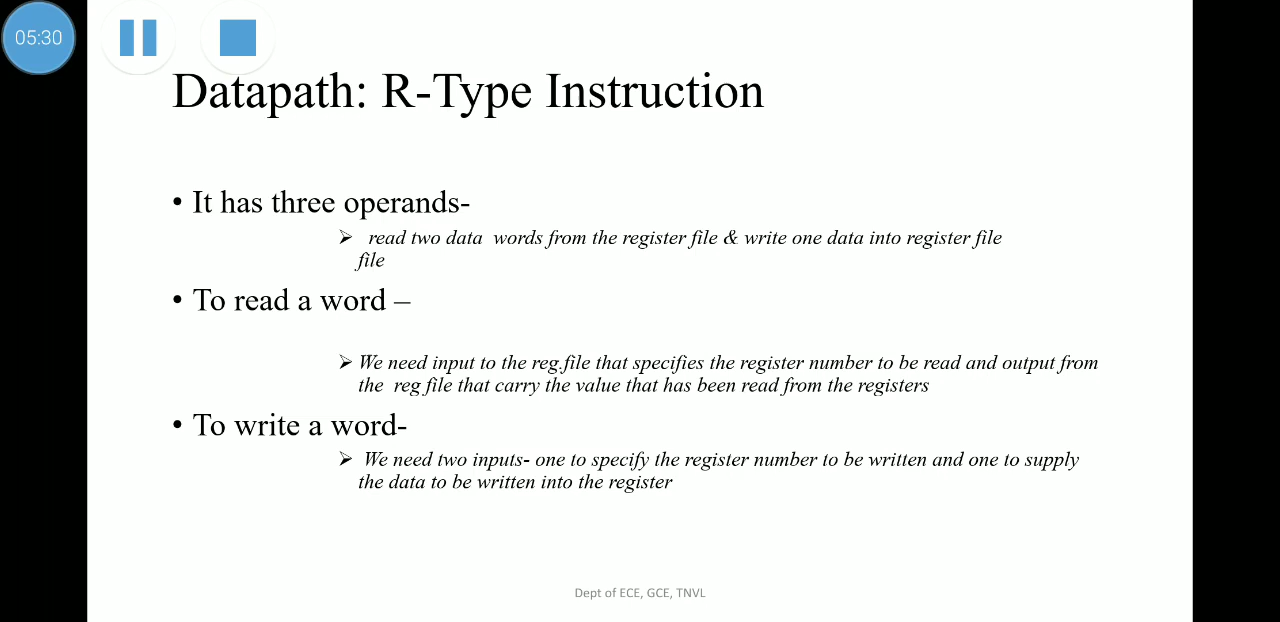 05:30
Datapath: R-Type Instruction
• It has three operands-
➢ read two data words from the register file & write one data into register file
file
• To read a word –
➢ We need input to the reg.file that specifies the register number to be read and output from
the reg file that carry the value that has been read from the registers
• To write a word-
➢ We need two inputs- one to specify the register number to be written and one to supply
the data to be written into the register
Dept of ECE, GCE, TNVL